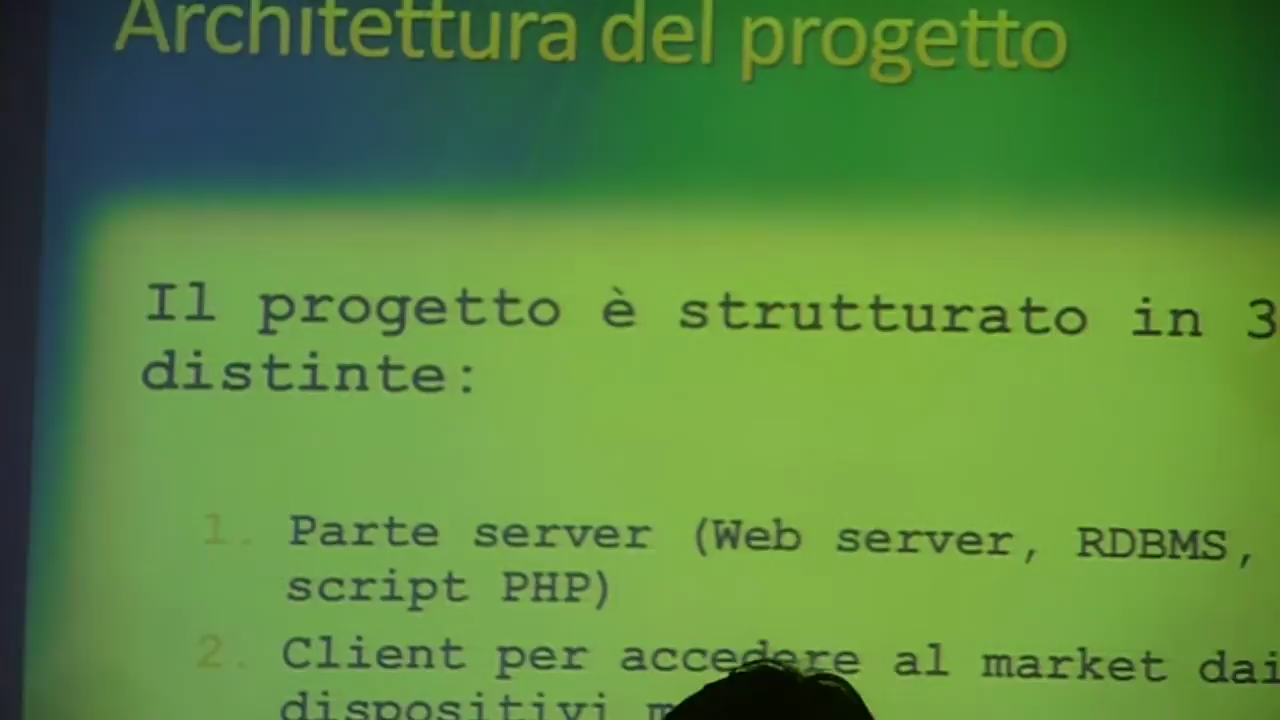 Architettura del progetto
Il progetto è strutturato in 3
distinte:
1. Parte server (Web server, RDBMS,
script PHP)
2. Client per accedere al market dai
dispositivi